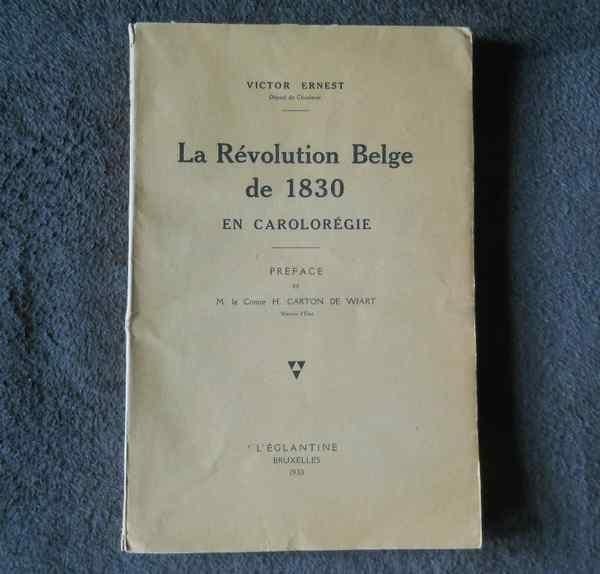 VICTOR ERNEST
Député de Charleroi
La Révolution Belge
de 1830
EN CAROLORÉGIE
PRÉFACE
DE
M. le Comte H. CARTON DE WIART
Ministre d'État
L'ÉGLANTINE
BRUXELLES